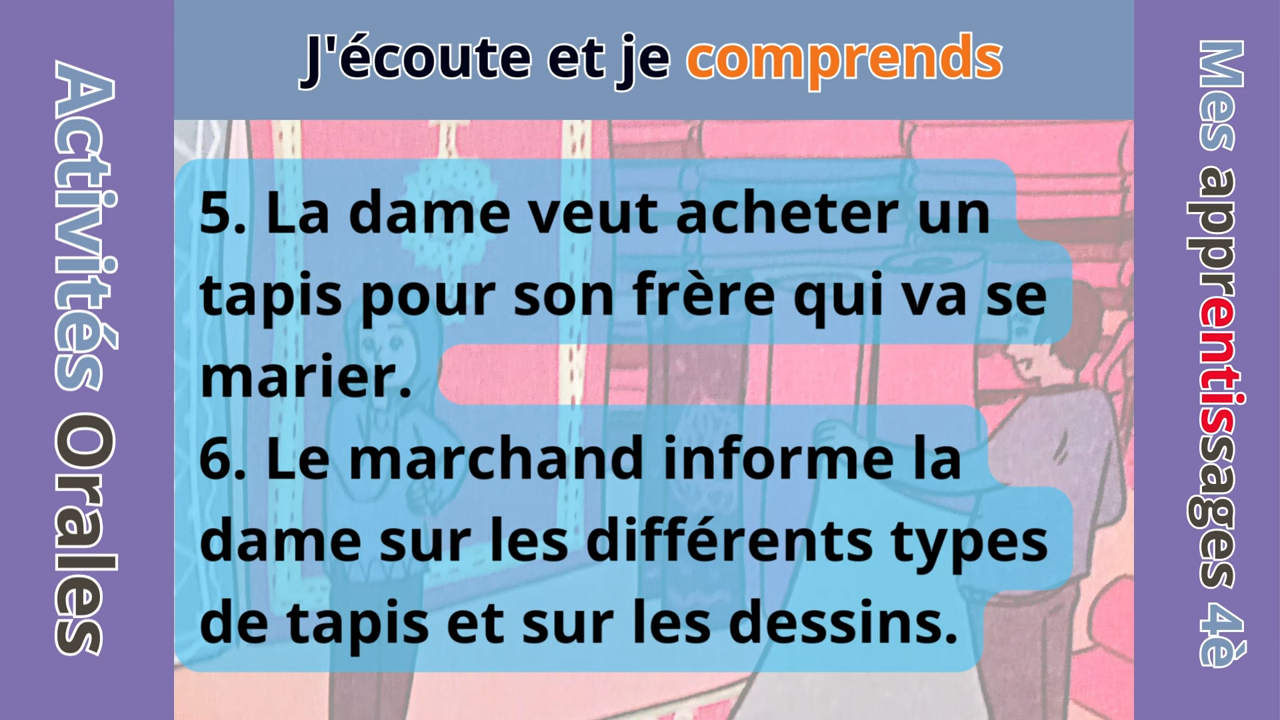 J'écoute et je comprends
Activités Orales
5. La dame veut acheter un
tapis pour son frère qui va se
marier.
6. Le marchand informe la
dame sur les différents types
de tapis et sur les dessins.
Mes apprentissages 4è